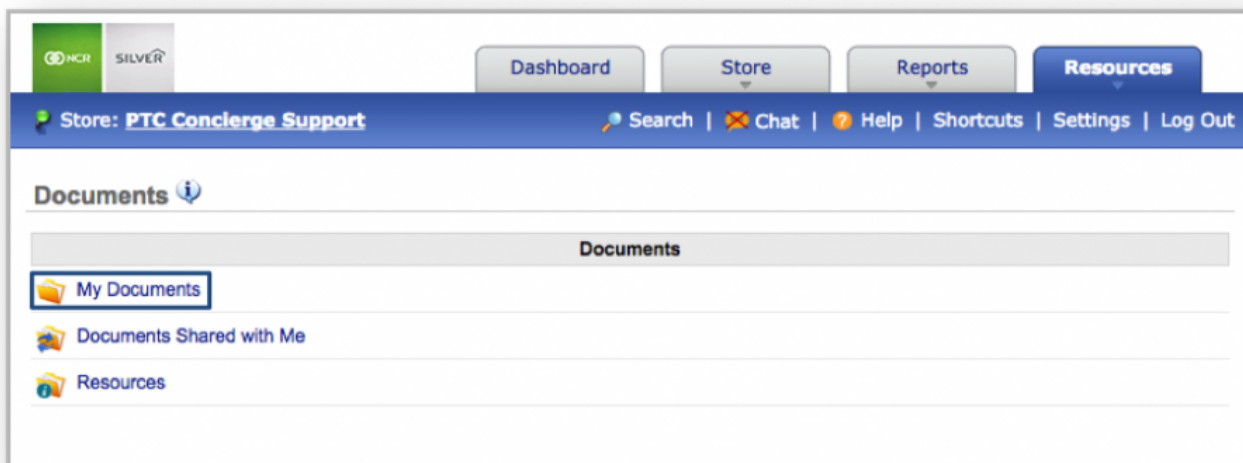 NCR SILVER
Dashboard Store Reports Resources
Store: PTC Concierge Support Search | Chat | Help | Shortcuts | Settings | Log Out
Documents
Documents
My Documents
Documents Shared with Me
Resources